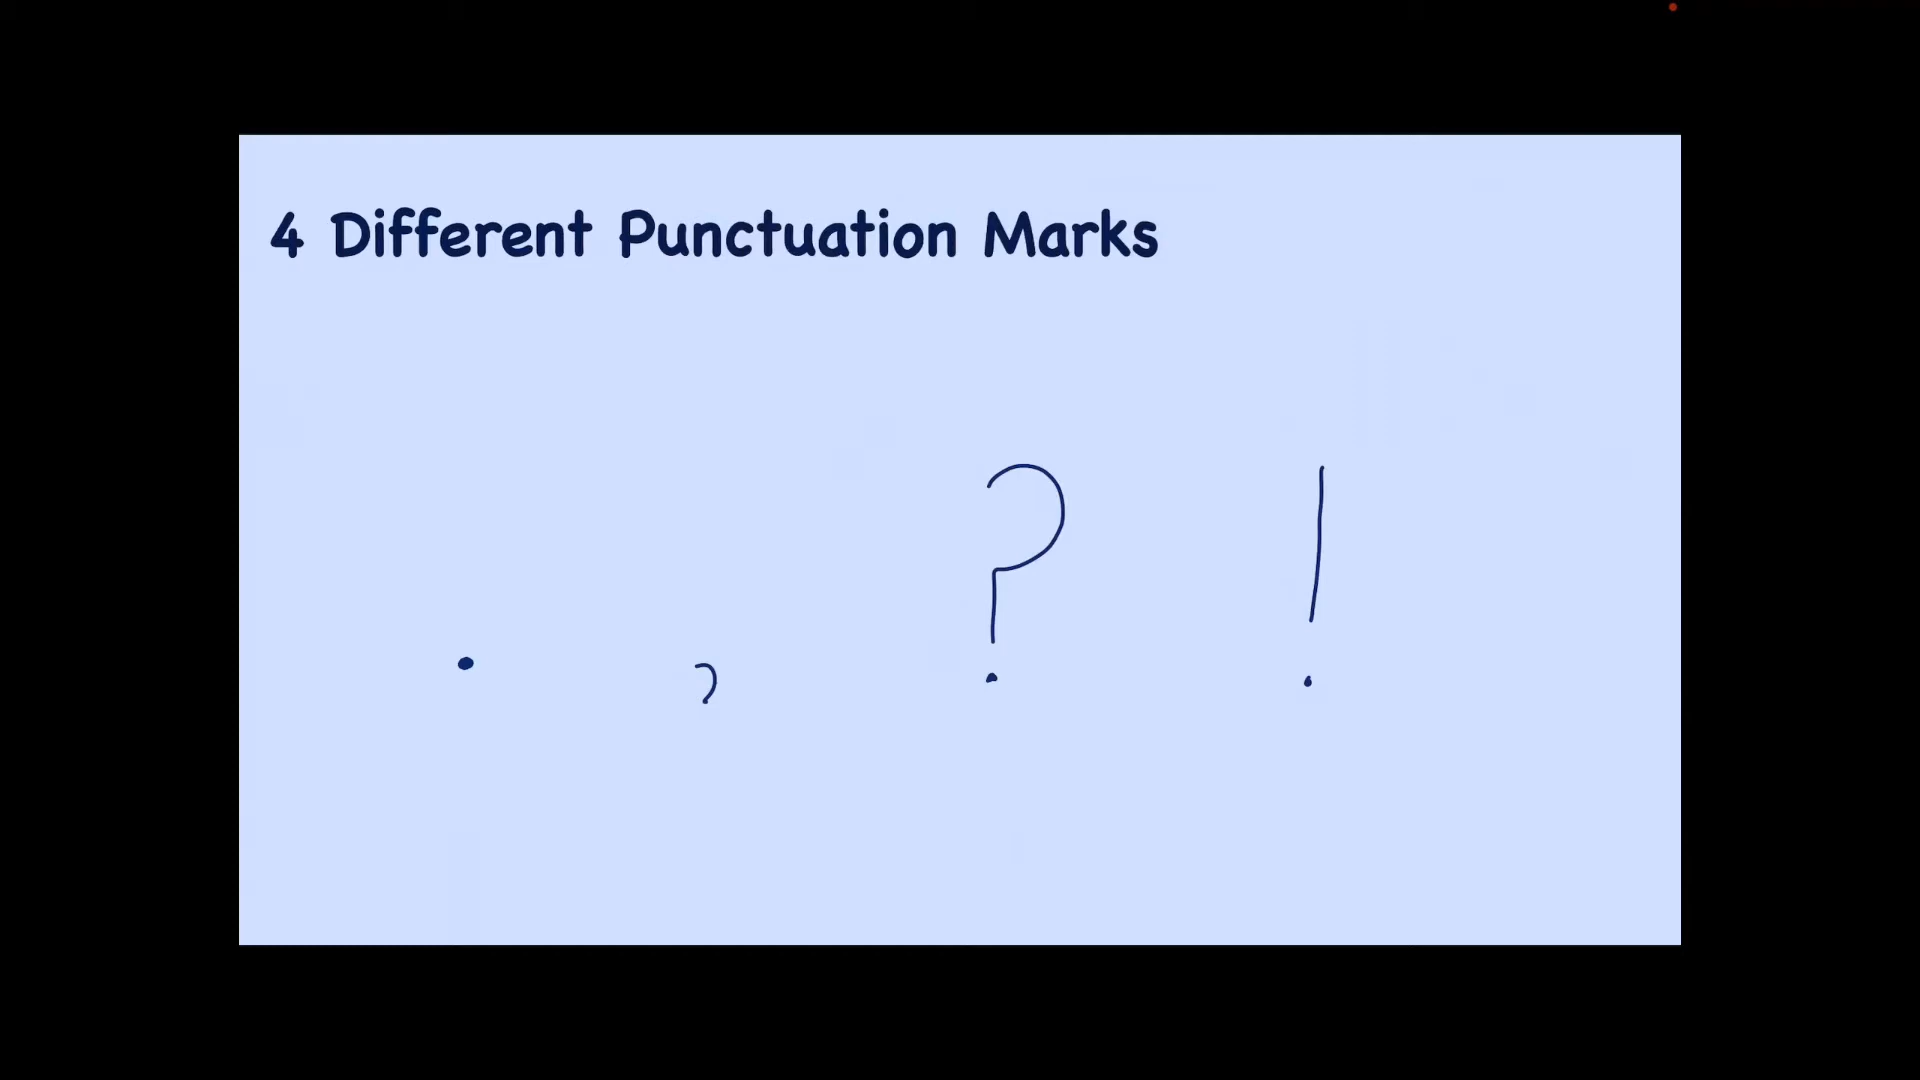 4 Different Punctuation Marks
. , ? !